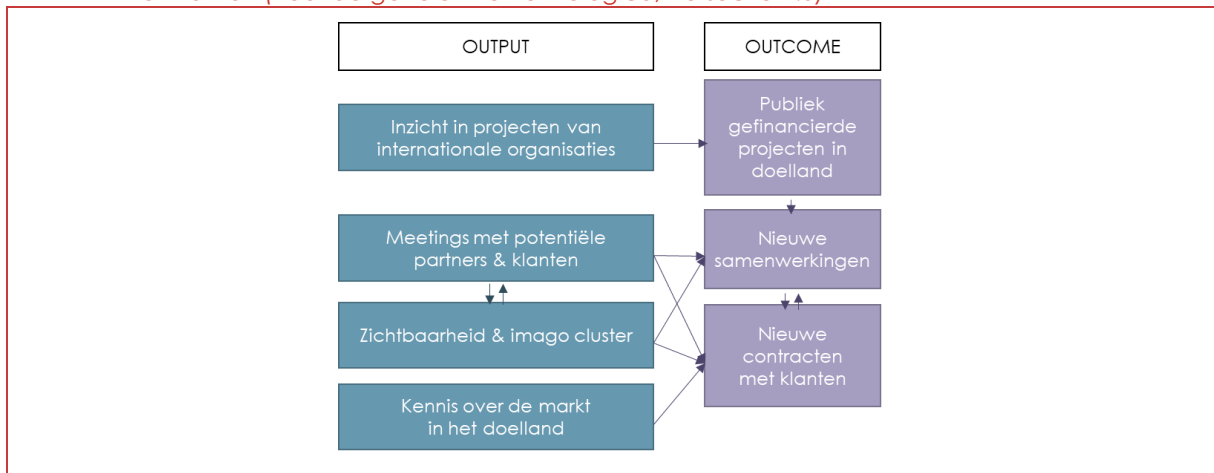 OUTPUT
OUTCOME
Inzicht in projecten van
internationale organisaties
Publiek
gefinancierde
projecten in
doelland
Meetings met potentiële
partners & klanten
Nieuwe
samenwerkingen
Zichtbaarheid & imago cluster
Nieuwe
contracten
met klanten
Kennis over de markt
in het doelland